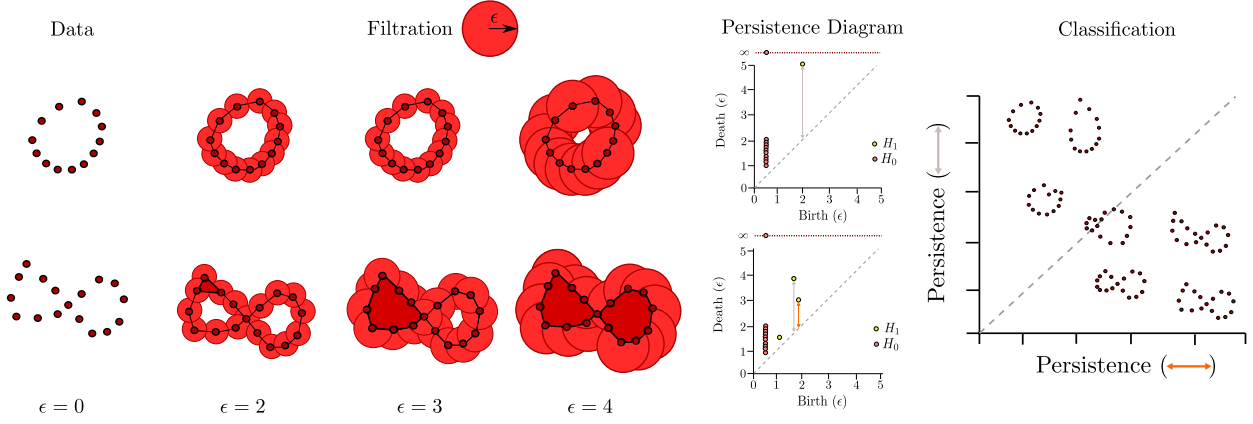 Data
Filtration
ϵ
Persistence Diagram
Classification
∞
5
4
3
2
1
0
Death (ϵ)
H₁
H₀
0 1 2 3 4 5
Birth (ϵ)
∞
5
4
3
2
1
0
Death (ϵ)
H₁
H₀
0 1 2 3 4 5
Birth (ϵ)
Persistence ( )
Persistence ( )
ϵ = 0
ϵ = 2
ϵ = 3
ϵ = 4